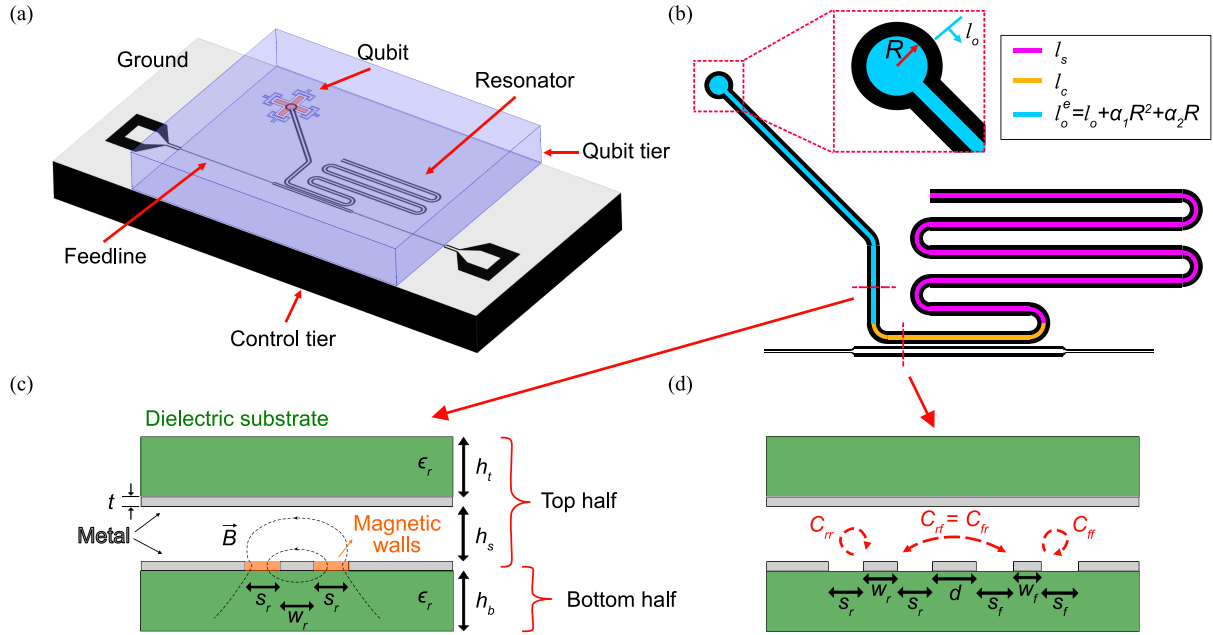 (a)
Ground
Qubit
Resonator
Qubit tier
Feedline
Control tier
(b)
R
l_o
l_s
l_c
l_o^e=l_o+α_1R^2+α_2R
(c)
Dielectric substrate
ϵ_r
h_t
t
Top half
Metal
B⃗
Magnetic
walls
h_s
s_r
w_r
s_r
ϵ_r
h_b
Bottom half
(d)
C_rr
C_rf = C_fr
C_ff
s_r
w_r
s_r
d
s_f
w_f
s_f